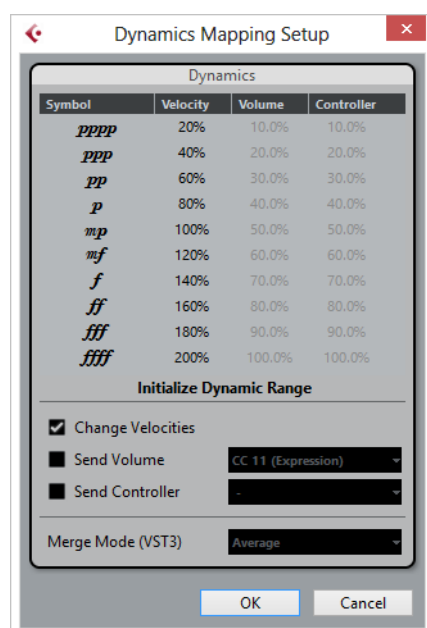 Dynamics Mapping Setup
Dynamics
Symbol Velocity Volume Controller
pppp 20% 10.0% 10.0%
ppp 40% 20.0% 20.0%
pp 60% 30.0% 30.0%
p 80% 40.0% 40.0%
mp 100% 50.0% 50.0%
mf 120% 60.0% 60.0%
f 140% 70.0% 70.0%
ff 160% 80.0% 80.0%
fff 180% 90.0% 90.0%
ffff 200% 100.0% 100.0%
Initialize Dynamic Range
Change Velocities
Send Volume CC 11 (Expression)
Send Controller -
Merge Mode (VST3) Average
OK Cancel